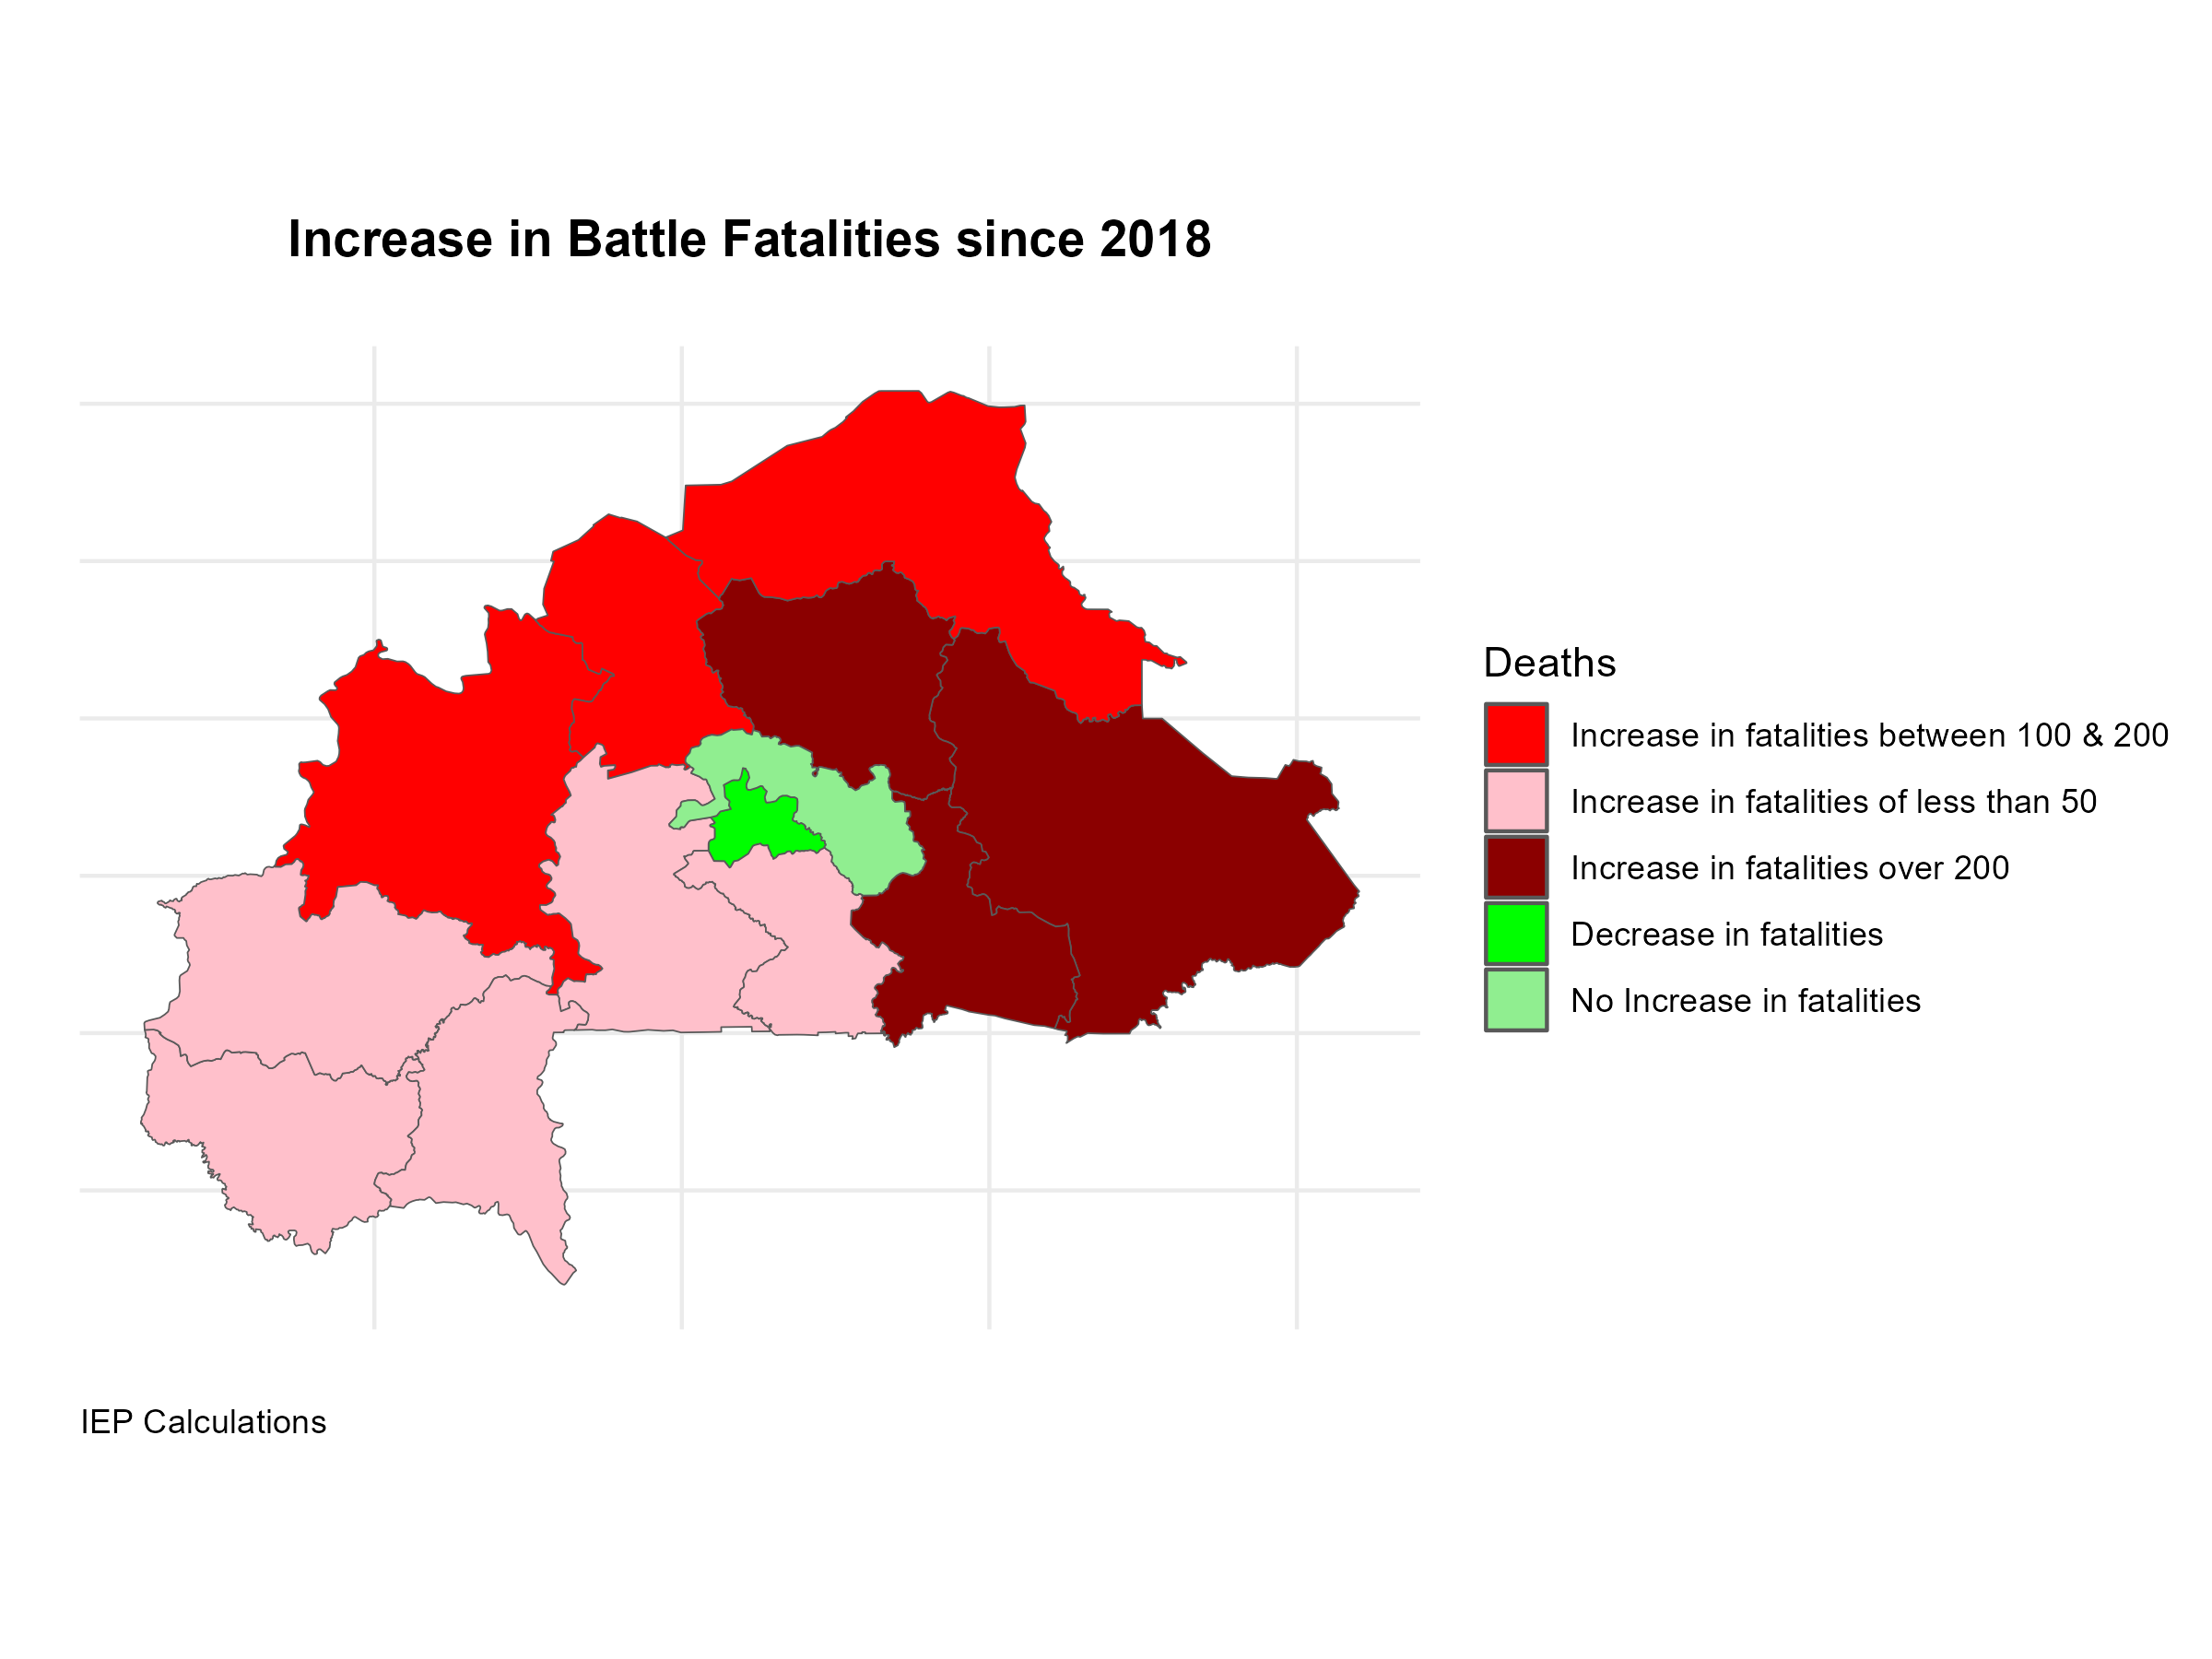 Increase in Battle Fatalities since 2018
Deaths
Increase in fatalities between 100 & 200
Increase in fatalities of less than 50
Increase in fatalities over 200
Decrease in fatalities
No Increase in fatalities
IEP Calculations